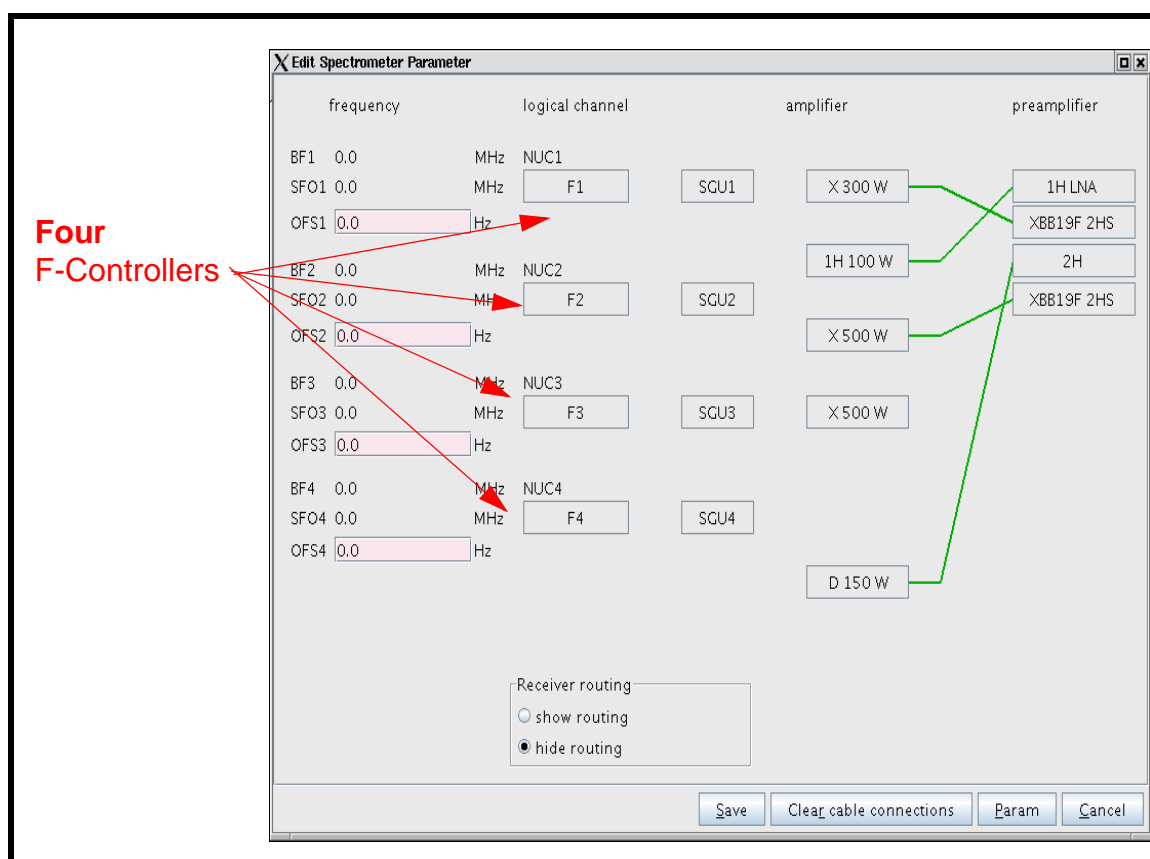 Edit Spectrometer Parameter
frequency logical channel amplifier preamplifier
BF1 0.0 MHz NUC1
SFO1 0.0 MHz F1 SGU1 X 300 W 1H LNA
OFS1 0.0 Hz XBB19F 2HS
Four
F-Controllers
1H 100 W 2H
BF2 0.0 MHz NUC2
SFO2 0.0 MHz F2 SGU2 XBB19F 2HS
OFS2 0.0 Hz X 500 W
BF3 0.0 MHz NUC3
SFO3 0.0 MHz F3 SGU3 X 500 W
OFS3 0.0 Hz
BF4 0.0 MHz NUC4
SFO4 0.0 MHz F4 SGU4
OFS4 0.0 Hz
D 150 W
Receiver routing
show routing
hide routing
Save Clear cable connections Param Cancel